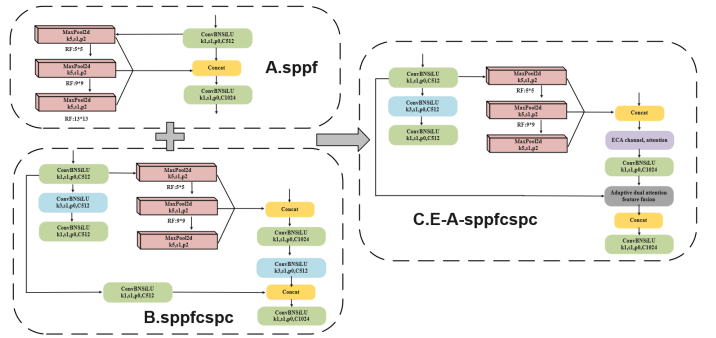 MaxPool2d
k5,s1,p2
RF:5*5
MaxPool2d
k5,s1,p2
RF:9*9
MaxPool2d
k5,s1,p2
RF:13*13
ConvBNSiLU
k1,s1,p0,C512
Concat
ConvBNSiLU
k1,s1,p0,C1024
A.sppf
ConvBNSiLU
k1,s1,p0,C512
ConvBNSiLU
k3,s1,p0,C512
ConvBNSiLU
k1,s1,p0,C512
MaxPool2d
k5,s1,p2
RF:5*5
MaxPool2d
k5,s1,p2
RF:9*9
MaxPool2d
k5,s1,p2
Concat
ConvBNSiLU
k1,s1,p0,C1024
ConvBNSiLU
k3,s1,p0,C512
ConvBNSiLU
k1,s1,p0,C512
Concat
ConvBNSiLU
k1,s1,p0,C1024
B.sppfcspc
ConvBNSiLU
k1,s1,p0,C512
ConvBNSiLU
k3,s1,p0,C512
ConvBNSiLU
k1,s1,p0,C512
MaxPool2d
k5,s1,p2
RF:5*5
MaxPool2d
k5,s1,p2
RF:9*9
MaxPool2d
k5,s1,p2
Concat
ECA channel, attention
ConvBNSiLU
k1,s1,p0,C1024
Adaptive dual attention
feature fusion
Concat
ConvBNSiLU
k1,s1,p0,C1024
C.E-A-sppfcspc